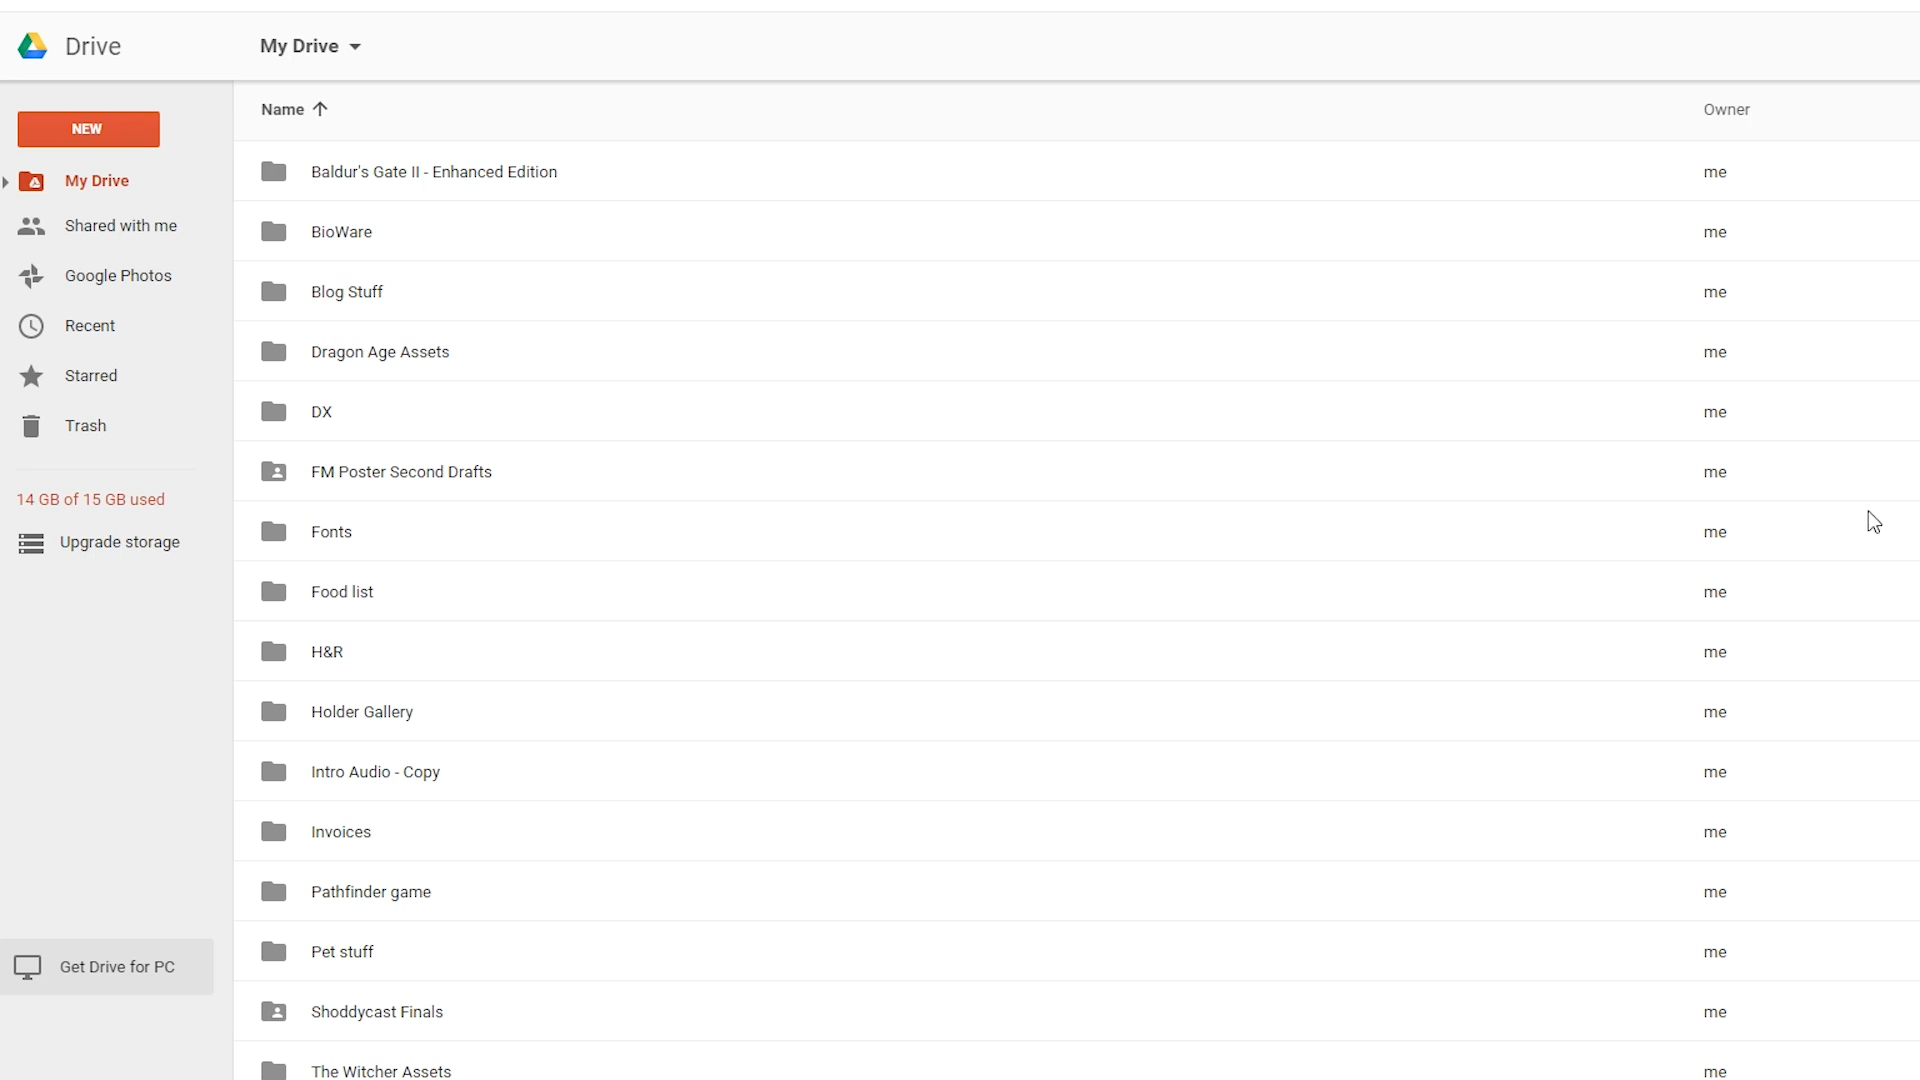 Drive
My Drive
Name
Owner
NEW
My Drive
Shared with me
Google Photos
Recent
Starred
Trash
14 GB of 15 GB used
Upgrade storage
Get Drive for PC
Baldur's Gate II - Enhanced Edition me
BioWare me
Blog Stuff me
Dragon Age Assets me
DX me
FM Poster Second Drafts me
Fonts me
Food list me
H&R me
Holder Gallery me
Intro Audio - Copy me
Invoices me
Pathfinder game me
Pet stuff me
Shoddycast Finals me
The Witcher Assets me